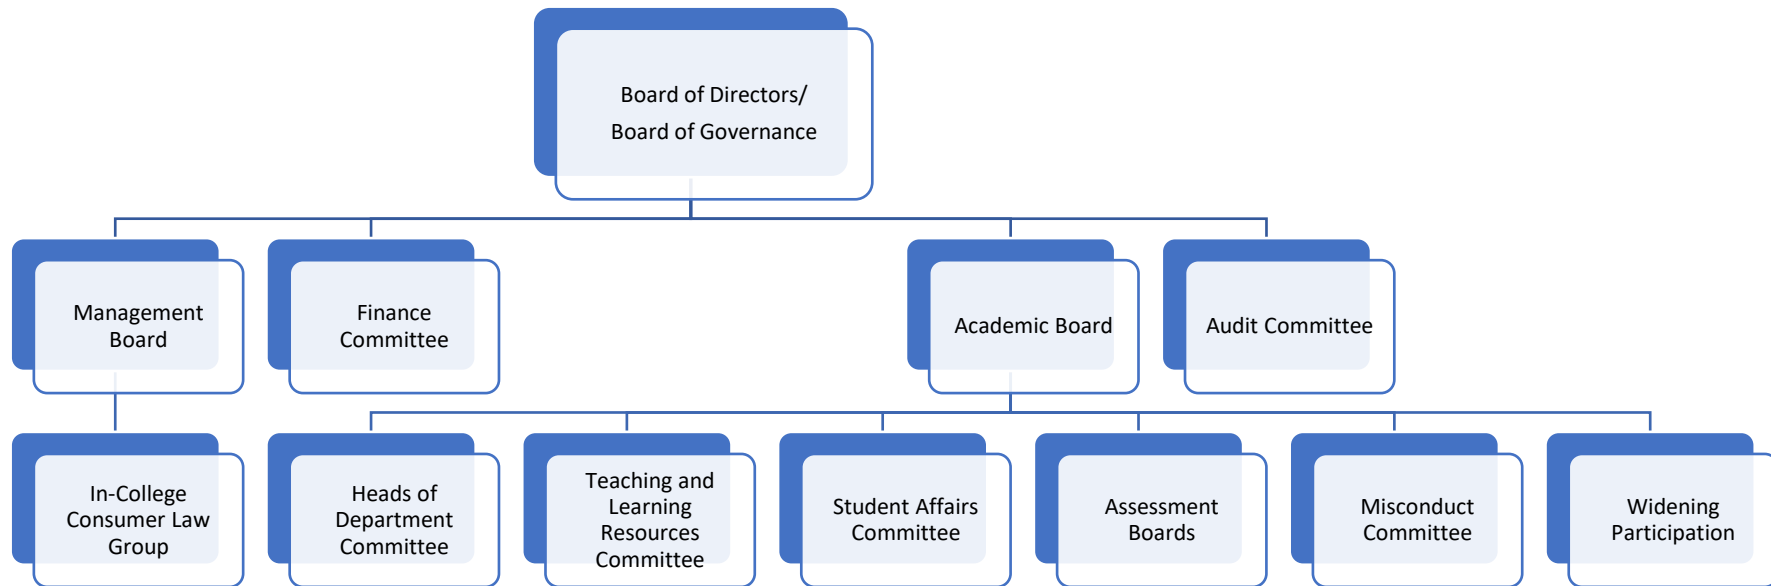 Board of Directors/
Board of Governance
Management
Board
Finance
Committee
Academic Board
Audit Committee
In-College
Consumer Law
Group
Heads of
Department
Committee
Teaching and
Learning
Resources
Committee
Student Affairs
Committee
Assessment
Boards
Misconduct
Committee
Widening
Participation